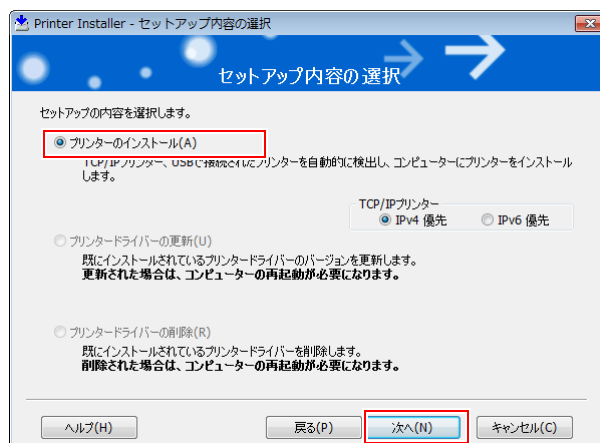 Printer Installer - セットアップ内容の選択
セットアップ内容の選択
セットアップの内容を選択します。
プリンターのインストール(A)
TCP/IPプリンター、USBで接続されたプリンターを自動的に検出し、コンピューターにプリンターをインストール
します。
TCP/IPプリンター
IPv4 優先
IPv6 優先
プリンタードライバーの更新(U)
既にインストールされているプリンタードライバーのバージョンを更新します。
更新された場合は、コンピューターの再起動が必要になります。
プリンタードライバーの削除(R)
既にインストールされているプリンタードライバーを削除します。
削除された場合は、コンピューターの再起動が必要になります。
ヘルプ(H)
戻る(P)
次へ(N)
キャンセル(C)